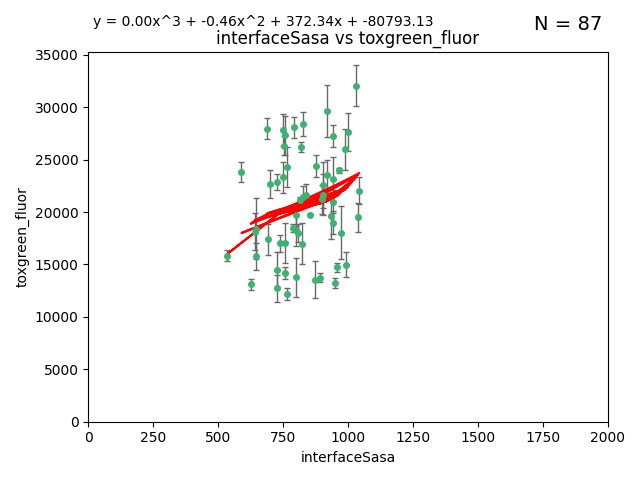 y = 0.00x^3 + -0.46x^2 + 372.34x + -80793.13
N = 87
interfaceSasa vs toxgreen_fluor
35000
30000
25000
20000
15000
10000
5000
0
toxgreen_fluor
0 250 500 750 1000 1250 1500 1750 2000
interfaceSasa